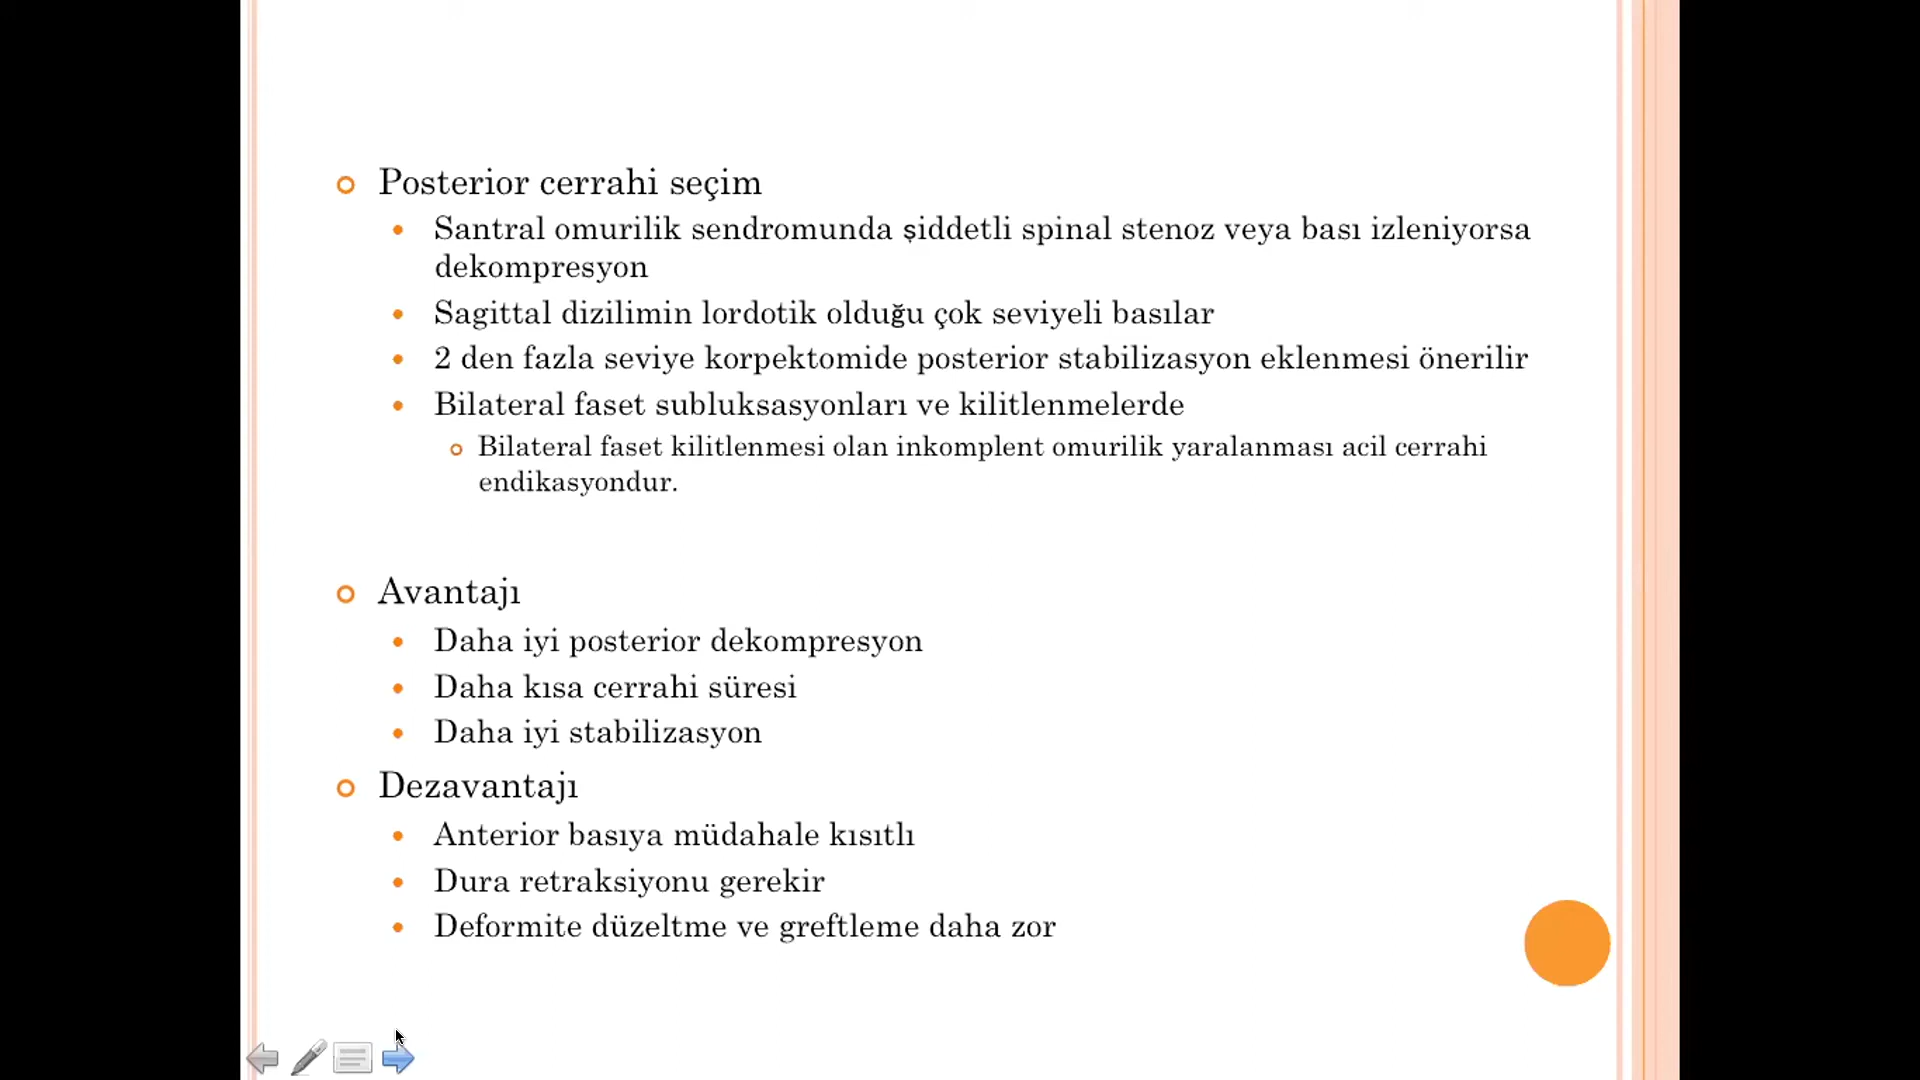 Posterior cerrahi seçim
Santral omurilik sendromunda şiddetli spinal stenoz veya bası izleniyorsa
dekompresyon
Sagittal dizilimin lordotik olduğu çok seviyeli basılar
2 den fazla seviye korpektomide posterior stabilizasyon eklenmesi önerilir
Bilateral faset subluksasyonları ve kilitlenmelerde
Bilateral faset kilitlenmesi olan inkomplent omurilik yaralanması acil cerrahi
endikasyondur.
Avantajı
Daha iyi posterior dekompresyon
Daha kısa cerrahi süresi
Daha iyi stabilizasyon
Dezavantajı
Anterior basıya müdahale kısıtlı
Dura retraksiyonu gerekir
Deformite düzeltme ve greftleme daha zor